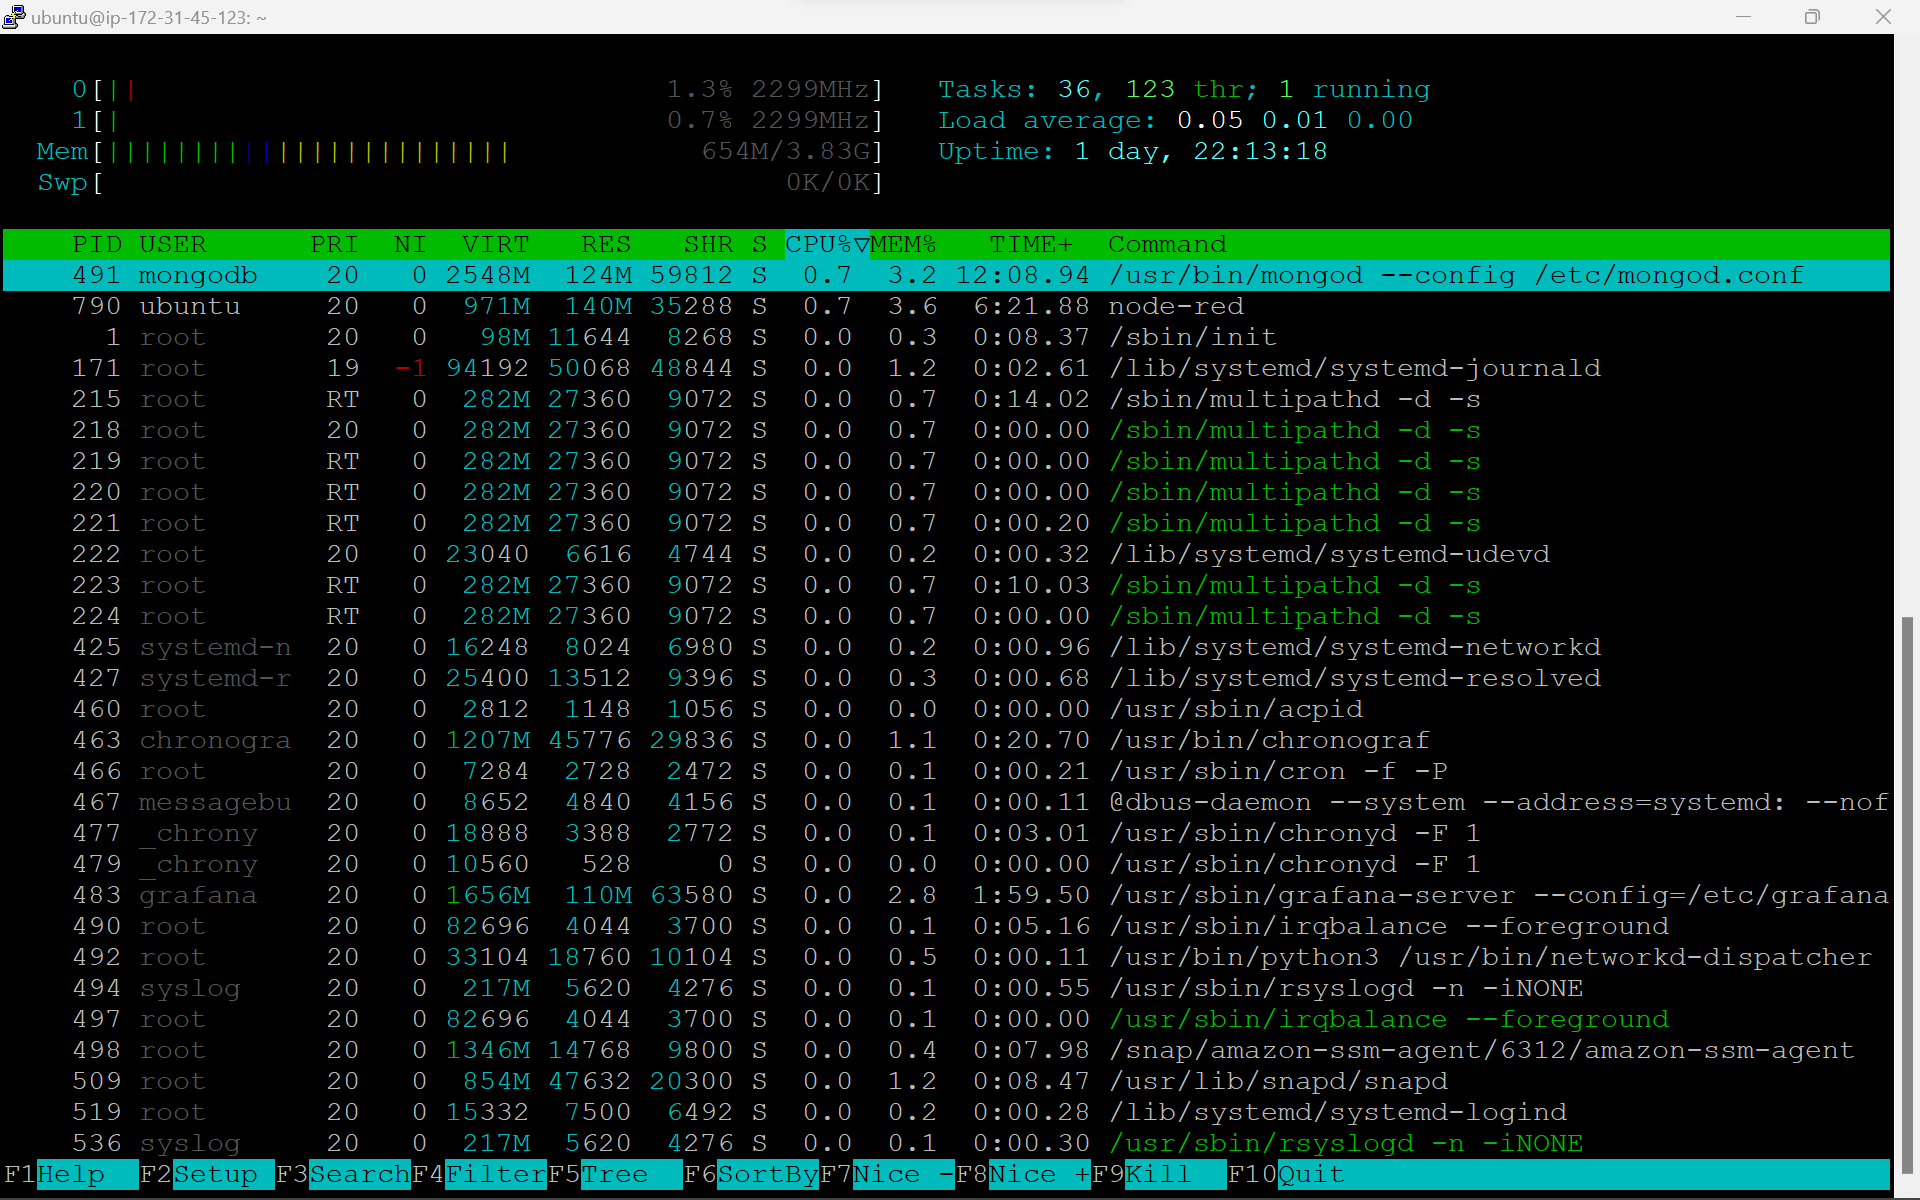 ubuntu@ip-172-31-45-123: ~
0[|| 1.3% 2299MHz] Tasks: 36, 123 thr; 1 running
1[| 0.7% 2299MHz] Load average: 0.05 0.01 0.00
Mem[|||||||||||||||||||||||| 654M/3.83G] Uptime: 1 day, 22:13:18
Swp[ 0K/0K]
PID USER PRI NI VIRT RES SHR S CPU%▽MEM% TIME+ Command
491 mongodb 20 0 2548M 124M 59812 S 0.7 3.2 12:08.94 /usr/bin/mongod --config /etc/mongod.conf
790 ubuntu 20 0 971M 140M 35288 S 0.7 3.6 6:21.88 node-red
1 root 20 0 98M 11644 8268 S 0.0 0.3 0:08.37 /sbin/init
171 root 19 -1 94192 50068 48844 S 0.0 1.2 0:02.61 /lib/systemd/systemd-journald
215 root RT 0 282M 27360 9072 S 0.0 0.7 0:14.02 /sbin/multipathd -d -s
218 root 20 0 282M 27360 9072 S 0.0 0.7 0:00.00 /sbin/multipathd -d -s
219 root RT 0 282M 27360 9072 S 0.0 0.7 0:00.00 /sbin/multipathd -d -s
220 root RT 0 282M 27360 9072 S 0.0 0.7 0:00.00 /sbin/multipathd -d -s
221 root RT 0 282M 27360 9072 S 0.0 0.7 0:00.20 /sbin/multipathd -d -s
222 root 20 0 23040 6616 4744 S 0.0 0.2 0:00.32 /lib/systemd/systemd-udevd
223 root RT 0 282M 27360 9072 S 0.0 0.7 0:10.03 /sbin/multipathd -d -s
224 root RT 0 282M 27360 9072 S 0.0 0.7 0:00.00 /sbin/multipathd -d -s
425 systemd-n 20 0 16248 8024 6980 S 0.0 0.2 0:00.96 /lib/systemd/systemd-networkd
427 systemd-r 20 0 25400 13512 9396 S 0.0 0.3 0:00.68 /lib/systemd/systemd-resolved
460 root 20 0 2812 1148 1056 S 0.0 0.0 0:00.00 /usr/sbin/acpid
463 chronogra 20 0 1207M 45776 29836 S 0.0 1.1 0:20.70 /usr/bin/chronograf
466 root 20 0 7284 2728 2472 S 0.0 0.1 0:00.21 /usr/sbin/cron -f -P
467 messagebu 20 0 8652 4840 4156 S 0.0 0.1 0:00.11 @dbus-daemon --system --address=systemd: --nof
477 _chrony 20 0 18888 3388 2772 S 0.0 0.1 0:03.01 /usr/sbin/chronyd -F 1
479 _chrony 20 0 10560 528 0 S 0.0 0.0 0:00.00 /usr/sbin/chronyd -F 1
483 grafana 20 0 1656M 110M 63580 S 0.0 2.8 1:59.50 /usr/sbin/grafana-server --config=/etc/grafana
490 root 20 0 82696 4044 3700 S 0.0 0.1 0:05.16 /usr/sbin/irqbalance --foreground
492 root 20 0 33104 18760 10104 S 0.0 0.5 0:00.11 /usr/bin/python3 /usr/bin/networkd-dispatcher
494 syslog 20 0 217M 5620 4276 S 0.0 0.1 0:00.55 /usr/sbin/rsyslogd -n -iNONE
497 root 20 0 82696 4044 3700 S 0.0 0.1 0:00.00 /usr/sbin/irqbalance --foreground
498 root 20 0 1346M 14768 9800 S 0.0 0.4 0:07.98 /snap/amazon-ssm-agent/6312/amazon-ssm-agent
509 root 20 0 854M 47632 20300 S 0.0 1.2 0:08.47 /usr/lib/snapd/snapd
519 root 20 0 15332 7500 6492 S 0.0 0.2 0:00.28 /lib/systemd/systemd-logind
536 syslog 20 0 217M 5620 4276 S 0.0 0.1 0:00.30 /usr/sbin/rsyslogd -n -iNONE
F1Help F2Setup F3SearchF4FilterF5Tree F6SortByF7Nice -F8Nice +F9Kill F10Quit